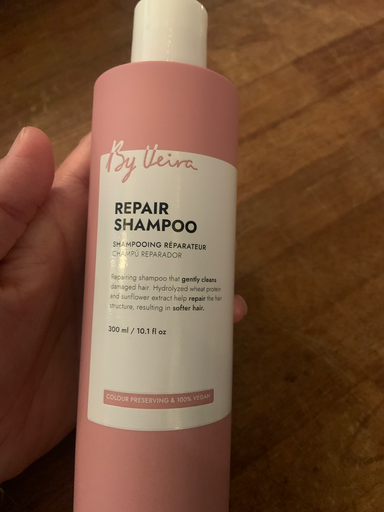 By Veira
REPAIR
SHAMPOO
SHAMPOOING RÉPARATEUR
CHAMPÚ REPARADOR
Repairing shampoo that gently cleans
damaged hair. Hydrolyzed wheat protein
and sunflower extract help repair the hair
structure, resulting in softer hair.
300 ml / 10.1 fl oz
COLOUR PRESERVING & 100% VEGAN